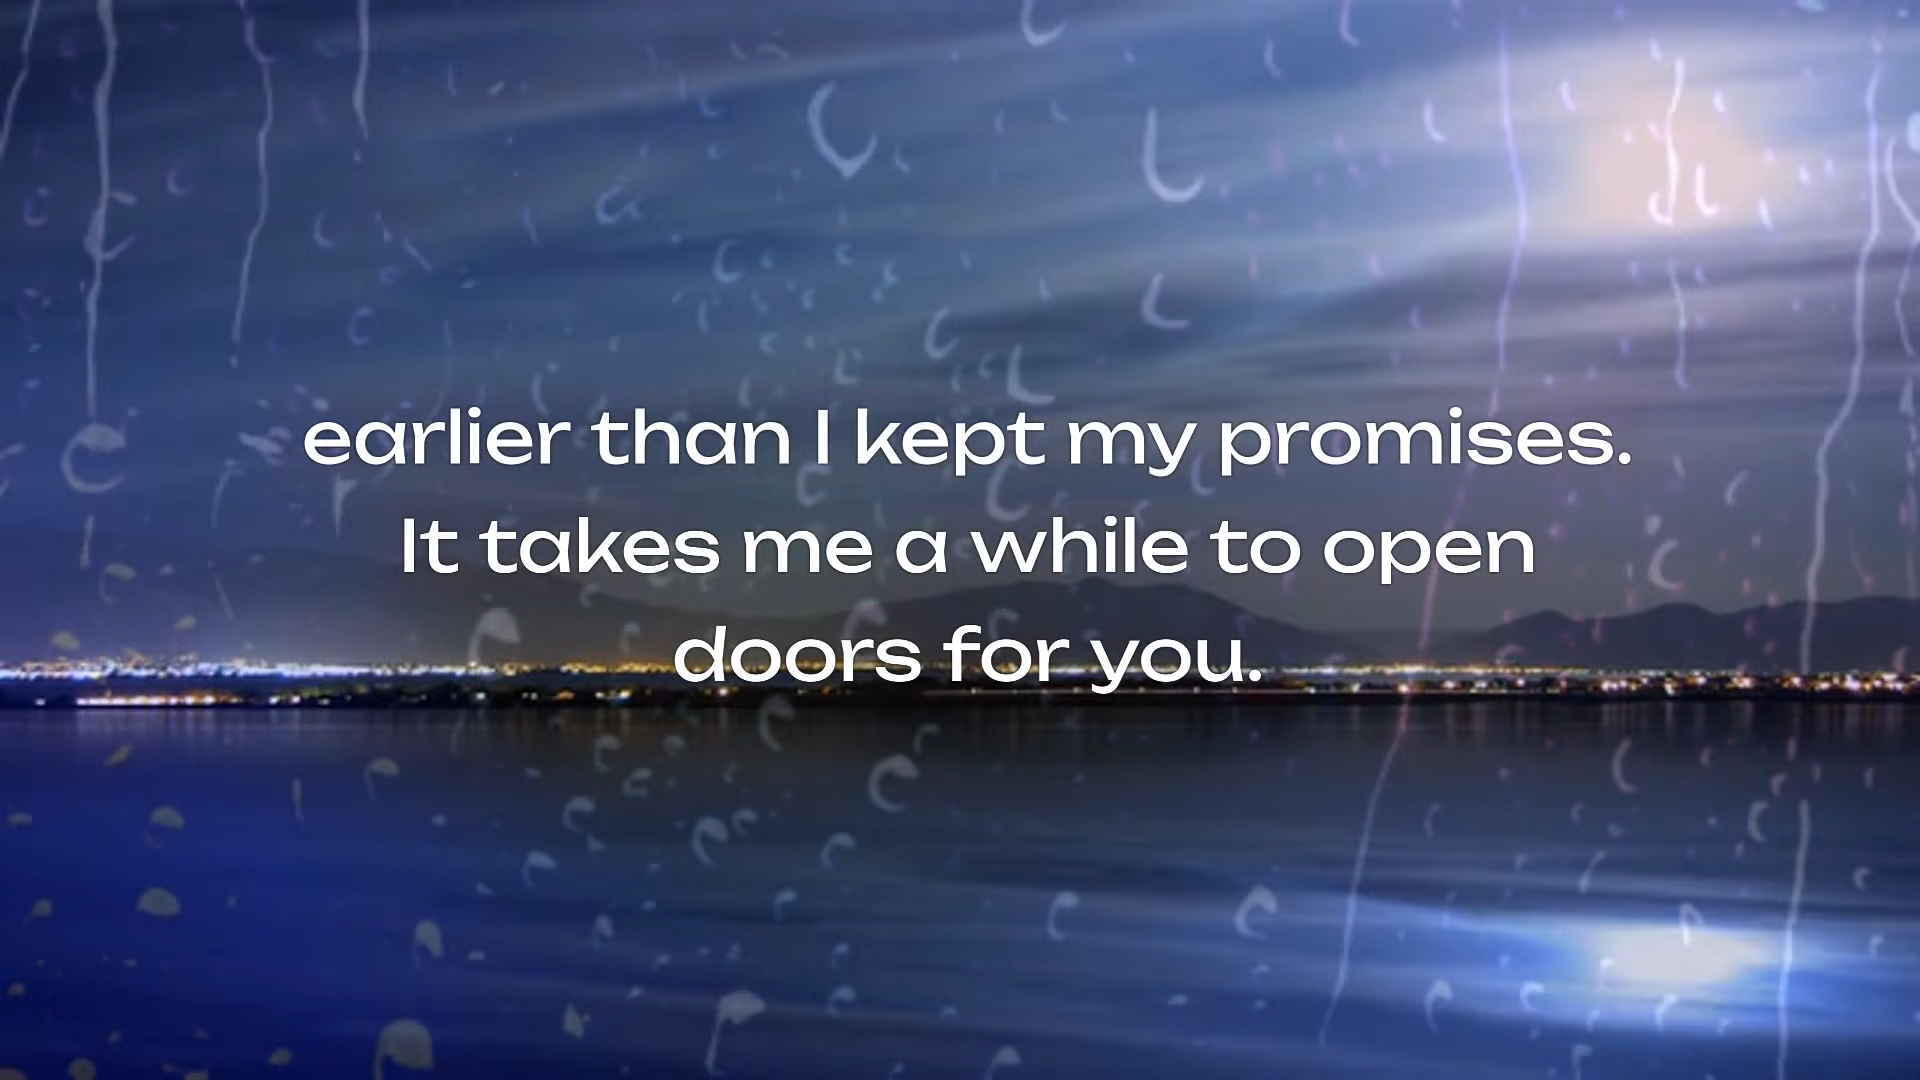 earlier than I kept my promises.
It takes me a while to open
doors for you.